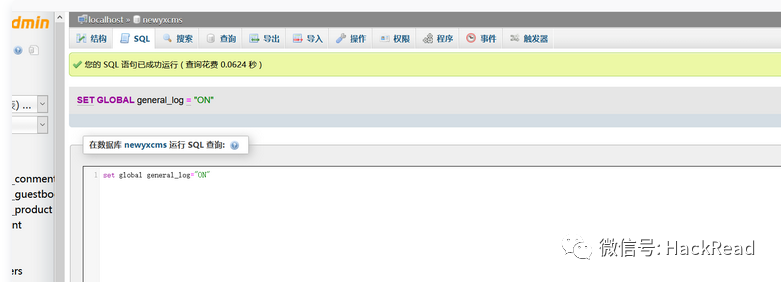 dmin
localhost » newyxcms
结构 SQL 搜索 查询 导出 导入 操作 权限 程序 事件 触发器
您的 SQL 语句已成功运行 ( 查询花费 0.0624 秒 )
) ...
SET GLOBAL general_log = "ON"
在数据库 newyxcms 运行 SQL 查询:
1 set global general_log="ON"
_conment
_guestboo
_product
nt
ers
微信号: HackRead